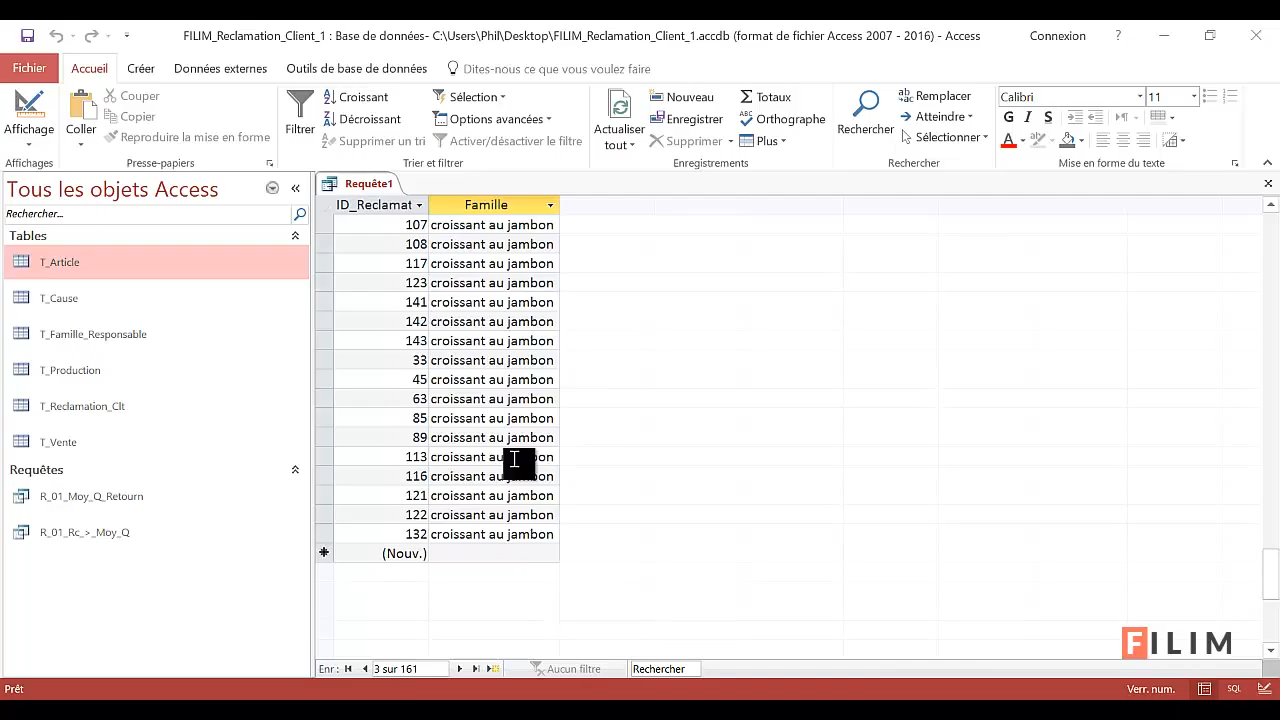 FILIM_Reclamation_Client_1 : Base de données- C:\Users\Phil\Desktop\FILIM_Reclamation_Client_1.accdb (format de fichier Access 2007 - 2016) - Access
Connexion
?
Fichier
Accueil
Créer
Données externes
Outils de base de données
Dites-nous ce que vous voulez faire
Affichage
Affichages
Coller
Couper
Copier
Reproduire la mise en forme
Presse-papiers
Filtrer
Croissant
Décroissant
Supprimer un tri
Sélection
Options avancées
Activer/désactiver le filtre
Trier et filtrer
Actualiser
tout
Nouveau
Enregistrer
Supprimer
Totaux
Orthographe
Plus
Enregistrements
Rechercher
Remplacer
Atteindre
Sélectionner
Rechercher
Calibri
11
G I S
Mise en forme du texte
Tous les objets Access
Rechercher...
Tables
T_Article
T_Cause
T_Famille_Responsable
T_Production
T_Reclamation_Clt
T_Vente
Requêtes
R_01_Moy_Q_Retourn
R_01_Rc_>_Moy_Q
Requête1
ID_Reclamat Famille
107 croissant au jambon
108 croissant au jambon
117 croissant au jambon
123 croissant au jambon
141 croissant au jambon
142 croissant au jambon
143 croissant au jambon
33 croissant au jambon
45 croissant au jambon
63 croissant au jambon
85 croissant au jambon
89 croissant au jambon
113 croissant au
116 croissant au jambon
121 croissant au jambon
122 croissant au jambon
132 croissant au jambon
(Nouv.)
FILIM
Enr : 3 sur 161
Aucun filtre
Rechercher
Prêt
Verr. num.
SQL